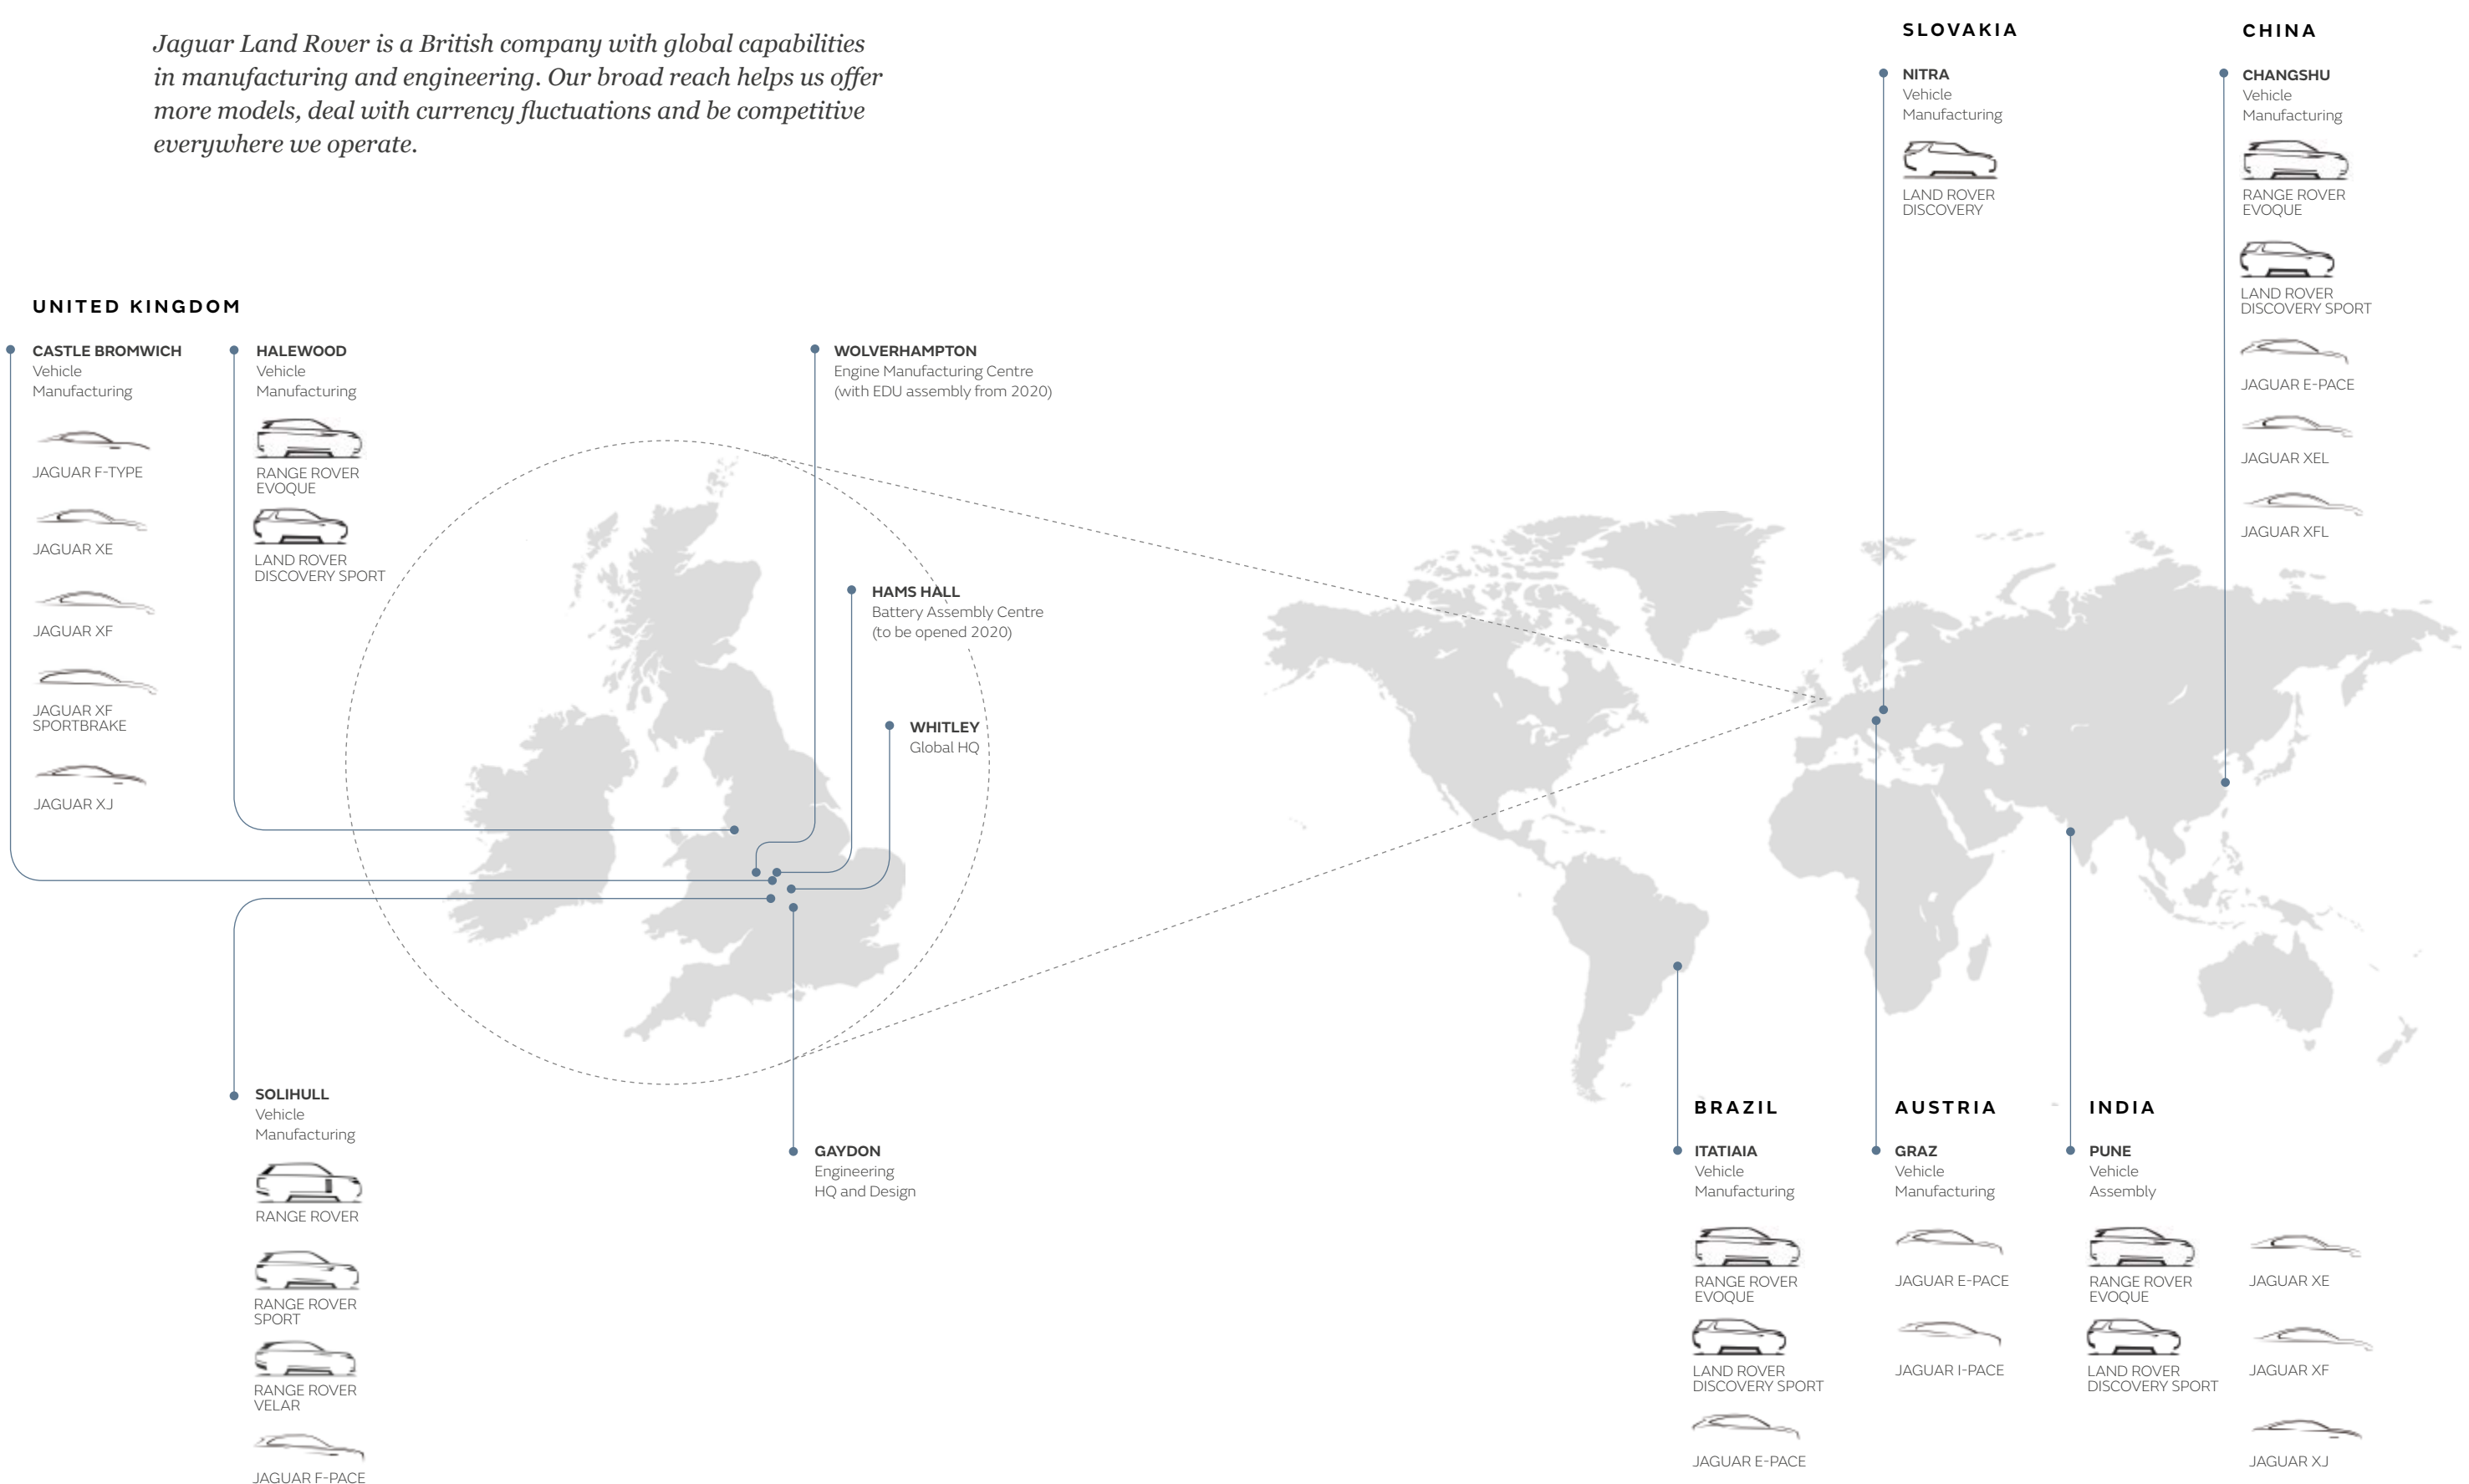 Jaguar Land Rover is a British company with global capabilities
in manufacturing and engineering. Our broad reach helps us offer
more models, deal with currency fluctuations and be competitive
everywhere we operate.
SLOVAKIA
NITRA
Vehicle
Manufacturing
LAND ROVER
DISCOVERY
CHINA
CHANGSHU
Vehicle
Manufacturing
RANGE ROVER
EVOQUE
LAND ROVER
DISCOVERY SPORT
JAGUAR E-PACE
JAGUAR XEL
JAGUAR XFL
UNITED KINGDOM
CASTLE BROMWICH
Vehicle
Manufacturing
JAGUAR F-TYPE
JAGUAR XE
JAGUAR XF
JAGUAR XF
SPORTBRAKE
JAGUAR XJ
HALEWOOD
Vehicle
Manufacturing
RANGE ROVER
EVOQUE
LAND ROVER
DISCOVERY SPORT
WOLVERHAMPTON
Engine Manufacturing Centre
(with EDU assembly from 2020)
HAMS HALL
Battery Assembly Centre
(to be opened 2020)
WHITLEY
Global HQ
SOLIHULL
Vehicle
Manufacturing
RANGE ROVER
RANGE ROVER
SPORT
RANGE ROVER
VELAR
JAGUAR F-PACE
GAYDON
Engineering
HQ and Design
BRAZIL
ITATIAIA
Vehicle
Manufacturing
RANGE ROVER
EVOQUE
LAND ROVER
DISCOVERY SPORT
JAGUAR E-PACE
AUSTRIA
GRAZ
Vehicle
Manufacturing
JAGUAR E-PACE
JAGUAR I-PACE
INDIA
PUNE
Vehicle
Assembly
RANGE ROVER
EVOQUE
LAND ROVER
DISCOVERY SPORT
JAGUAR XE
JAGUAR XF
JAGUAR XJ